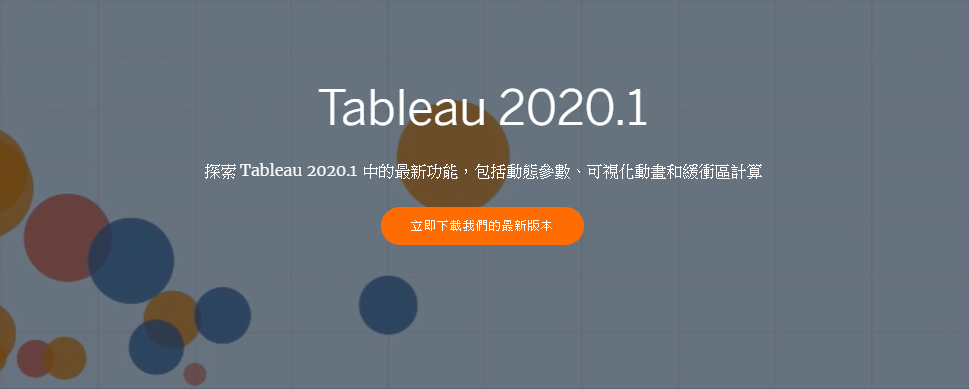 Tableau 2020.1
探索 Tableau 2020.1 中的最新功能，包括動態參數、可視化動畫和緩衝區計算
立即下載我們的最新版本